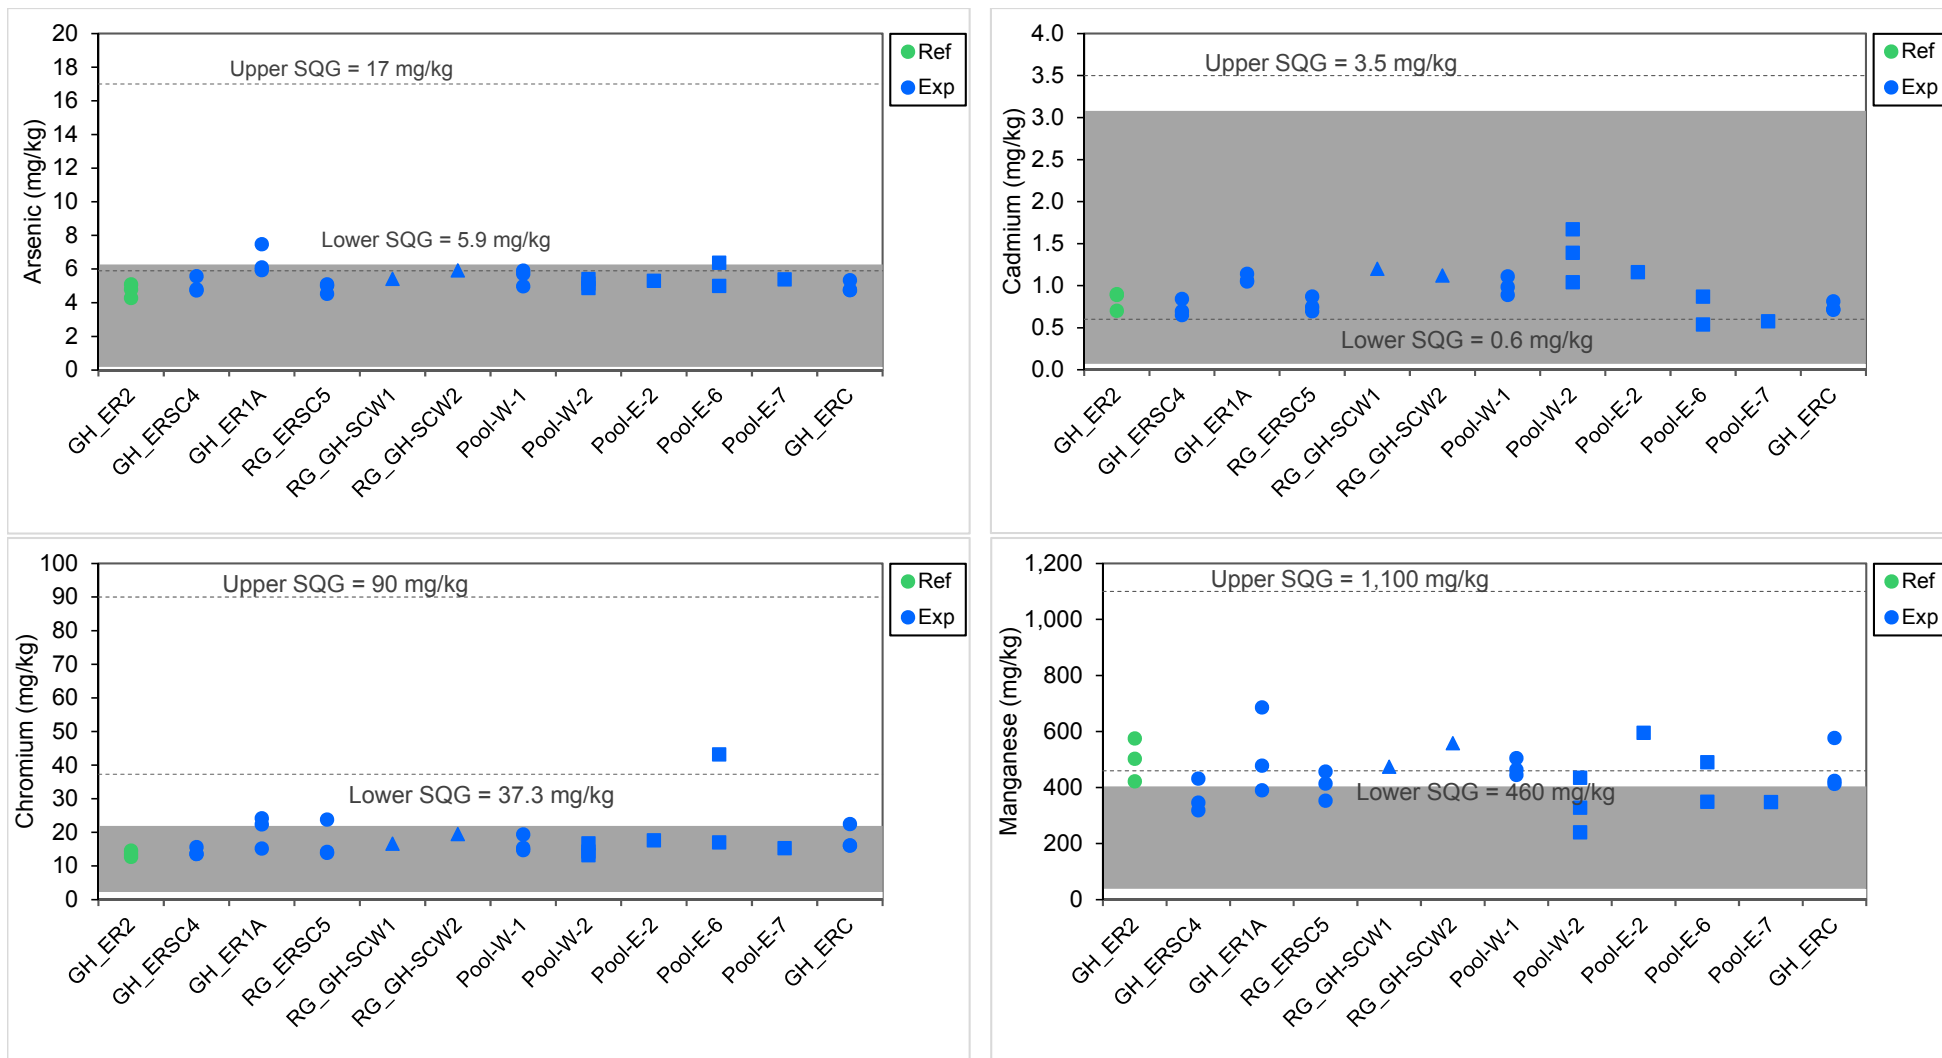 20
18
16
14
12
10
8
6
4
2
0
Arsenic (mg/kg)
Upper SQG = 17 mg/kg
Lower SQG = 5.9 mg/kg
Ref
Exp
GH_ER2
GH_ERSC4
GH_ER1A
RG_ERSC5
RG_GH-SCW1
RG_GH-SCW2
Pool-W-1
Pool-W-2
Pool-E-2
Pool-E-6
Pool-E-7
GH_ERC
4.0
3.5
3.0
2.5
2.0
1.5
1.0
0.5
0.0
Cadmium (mg/kg)
Upper SQG = 3.5 mg/kg
Lower SQG = 0.6 mg/kg
Ref
Exp
GH_ER2
GH_ERSC4
GH_ER1A
RG_ERSC5
RG_GH-SCW1
RG_GH-SCW2
Pool-W-1
Pool-W-2
Pool-E-2
Pool-E-6
Pool-E-7
GH_ERC
100
90
80
70
60
50
40
30
20
10
0
Chromium (mg/kg)
Upper SQG = 90 mg/kg
Lower SQG = 37.3 mg/kg
Ref
Exp
GH_ER2
GH_ERSC4
GH_ER1A
RG_ERSC5
RG_GH-SCW1
RG_GH-SCW2
Pool-W-1
Pool-W-2
Pool-E-2
Pool-E-6
Pool-E-7
GH_ERC
1,200
1,000
800
600
400
200
0
Manganese (mg/kg)
Upper SQG = 1,100 mg/kg
Lower SQG = 460 mg/kg
Ref
Exp
GH_ER2
GH_ERSC4
GH_ER1A
RG_ERSC5
RG_GH-SCW1
RG_GH-SCW2
Pool-W-1
Pool-W-2
Pool-E-2
Pool-E-6
Pool-E-7
GH_ERC